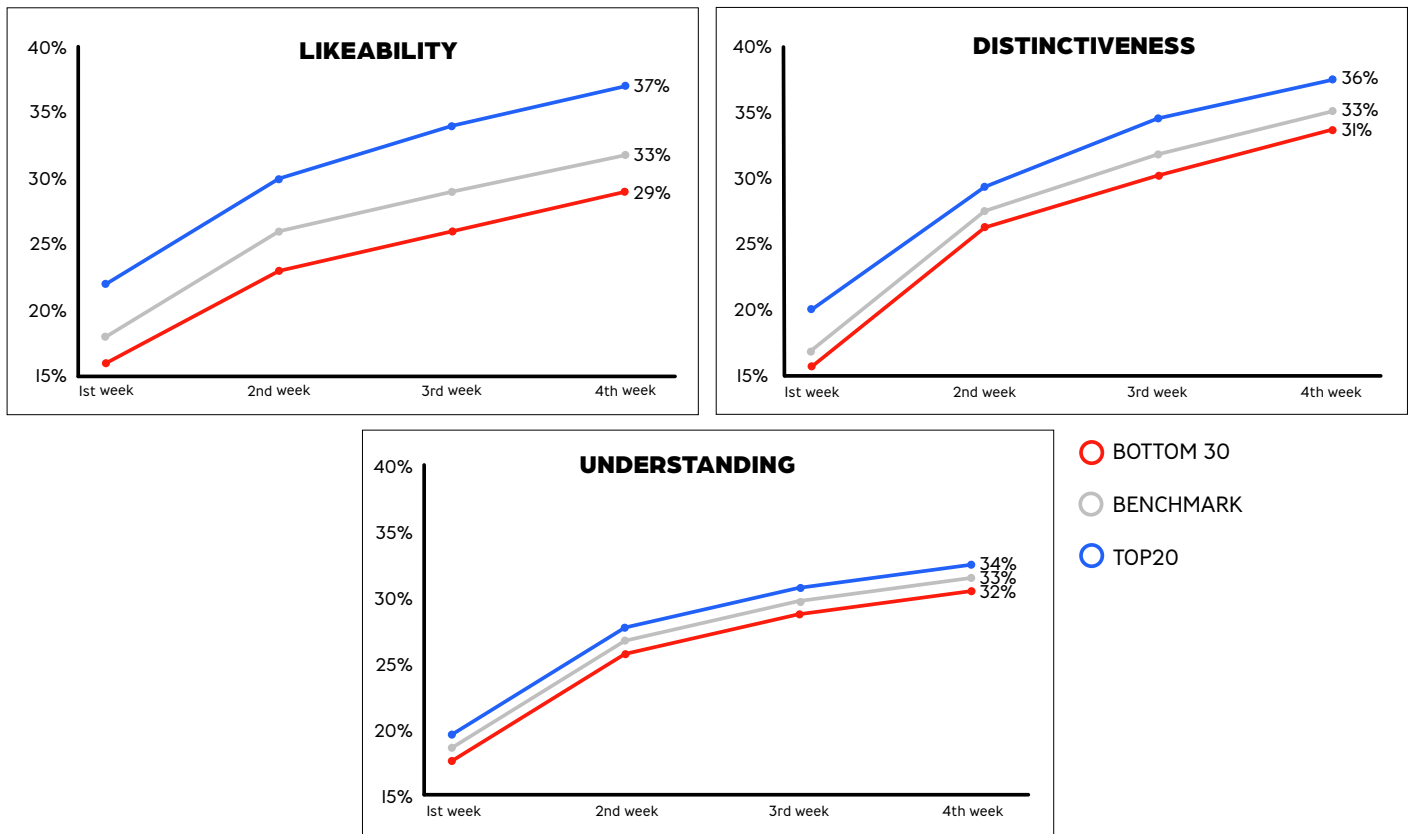 LIKEABILITY
40%
35%
30%
25%
20%
15%
37%
33%
29%
1st week
2nd week
3rd week
4th week
DISTINCTIVENESS
40%
35%
30%
25%
20%
15%
36%
33%
31%
1st week
2nd week
3rd week
4th week
UNDERSTANDING
40%
35%
30%
25%
20%
15%
34%
33%
32%
1st week
2nd week
3rd week
4th week
BOTTOM 30
BENCHMARK
TOP20